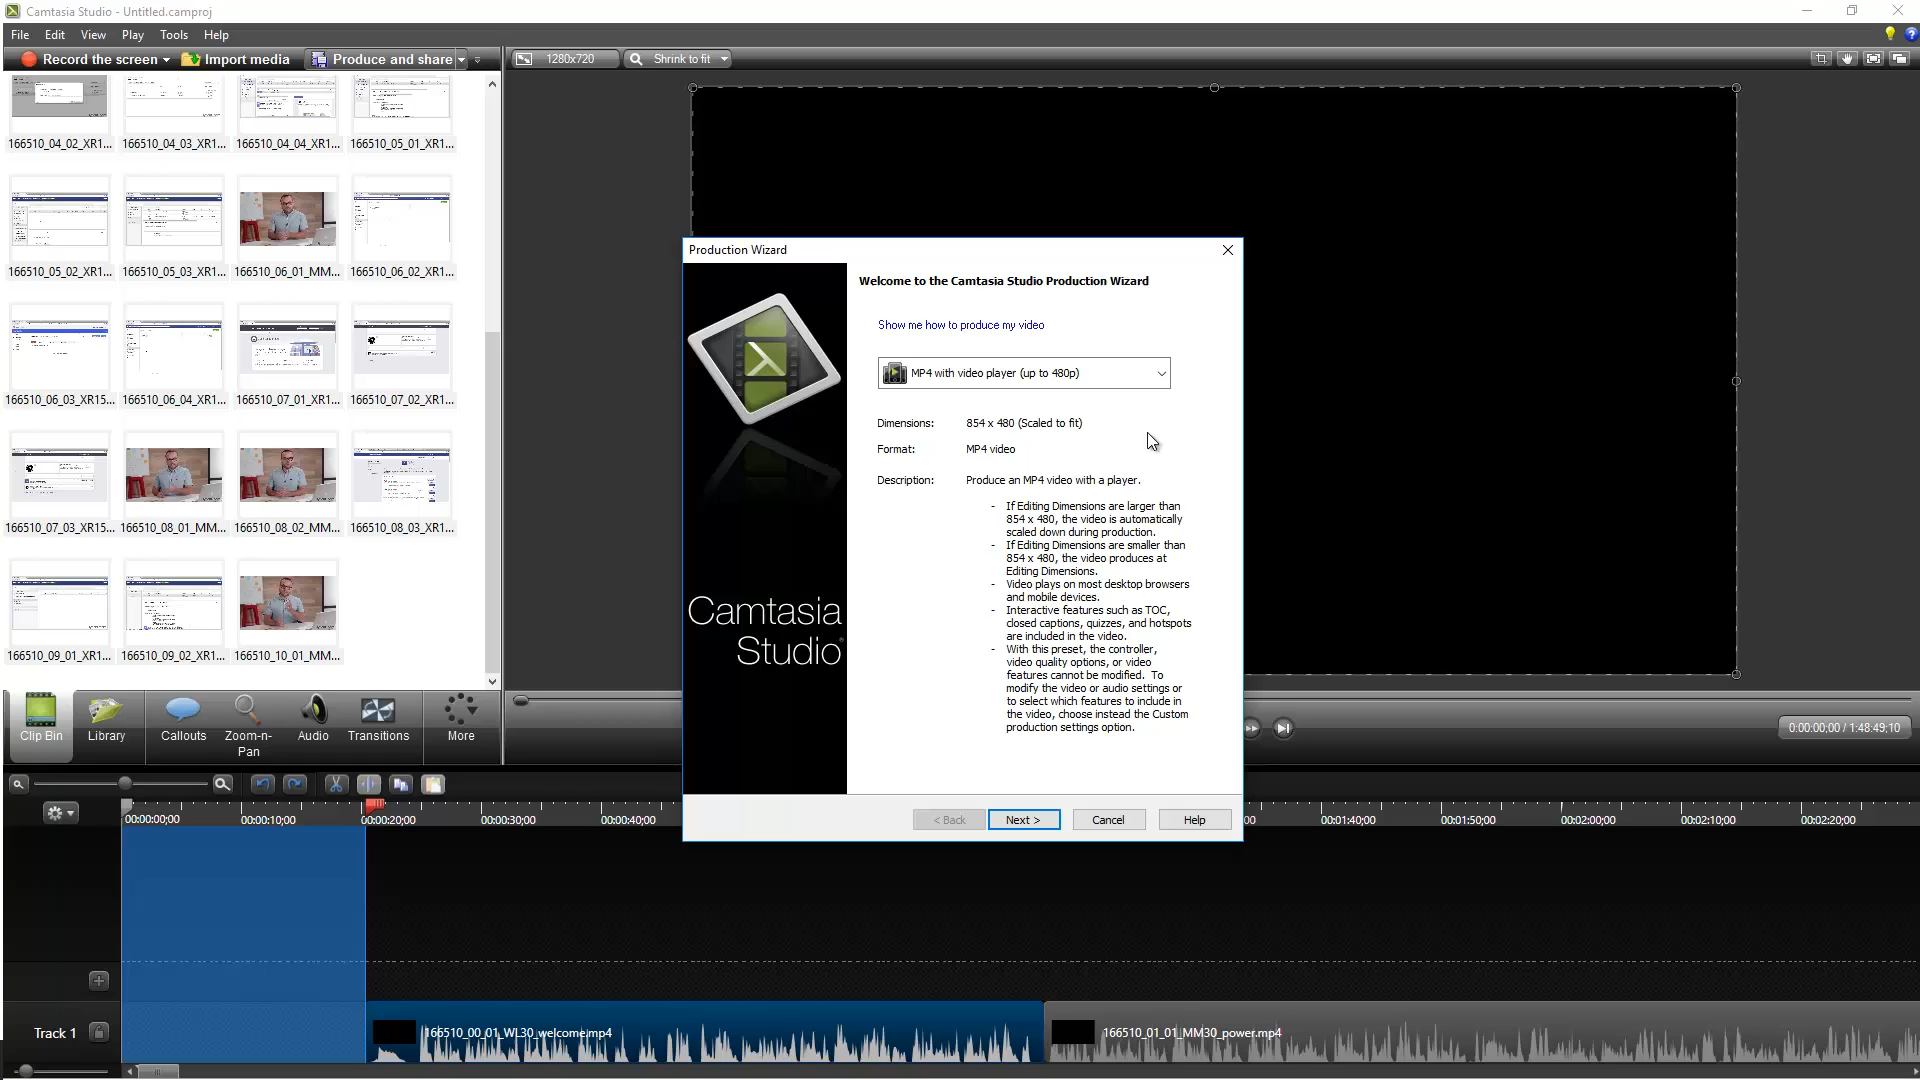 Camtasia Studio - Untitled.camproj
File Edit View Play Tools Help
Record the screen Import media Produce and share
1280x720 Shrink to fit
166510_04_02_XR1... 166510_04_03_XR1... 166510_04_04_XR1... 166510_05_01_XR1...
166510_05_02_XR1... 166510_05_03_XR1... 166510_06_01_MM... 166510_06_02_XR1...
166510_06_03_XR15... 166510_06_04_XR1... 166510_07_01_XR1... 166510_07_02_XR1...
166510_07_03_XR15... 166510_08_01_MM... 166510_08_02_MM... 166510_08_03_XR1...
166510_09_01_XR1... 166510_09_02_XR1... 166510_10_01_MM...
Clip Bin
Library
Callouts
Zoom-n-
Pan
Audio
Transitions
More
Production Wizard
Camtasia
Studio
Welcome to the Camtasia Studio Production Wizard
Show me how to produce my video
MP4 with video player (up to 480p)
Dimensions: 854 x 480 (Scaled to fit)
Format: MP4 video
Description: Produce an MP4 video with a player.
- If Editing Dimensions are larger than
854 x 480, the video is automatically
scaled down during production.
- If Editing Dimensions are smaller than
854 x 480, the video produces at
Editing Dimensions.
- Video plays on most desktop browsers
and mobile devices.
- Interactive features such as TOC,
closed captions, quizzes, and hotspots
are included in the video.
- With this preset, the controller,
video quality options, or video
features cannot be modified. To
modify the video or audio settings or
to select which features to include in
the video, choose instead the Custom
production settings option.
< Back Next > Cancel Help
0:00:00;00 / 1:48:49;10
00:00:00;00 00:00:10;00 00:00:20;00 00:00:30;00 00:00:40;00 00 00:01:40;00 00:01:50;00 00:02:00;00 00:02:10;00 00:02:20;00
Track 1
166510_00_01_WL30_welcome.mp4
166510_01_01_MM30_power.mp4